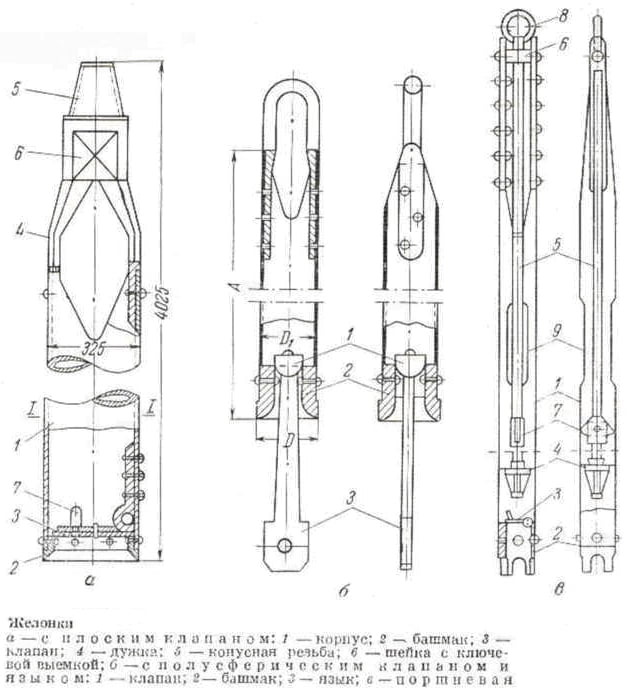 8
6
5
6
4
4025
325
A
D₁
1
2
D
3
5
9
1
7
4
3
2
I I
1
7
3
2
а
б
в
Желонки
а — с плоским клапаном: 1 — корпус; 2 — башмак; 3 —
клапан; 4 — дужка; 5 — конусная резьба; 6 — шейка с ключе-
вой выемкой; б — с полусферическим клапаном и
языком: 1 — клапан; 2 — башмак; 3 — язык; в — поршневая